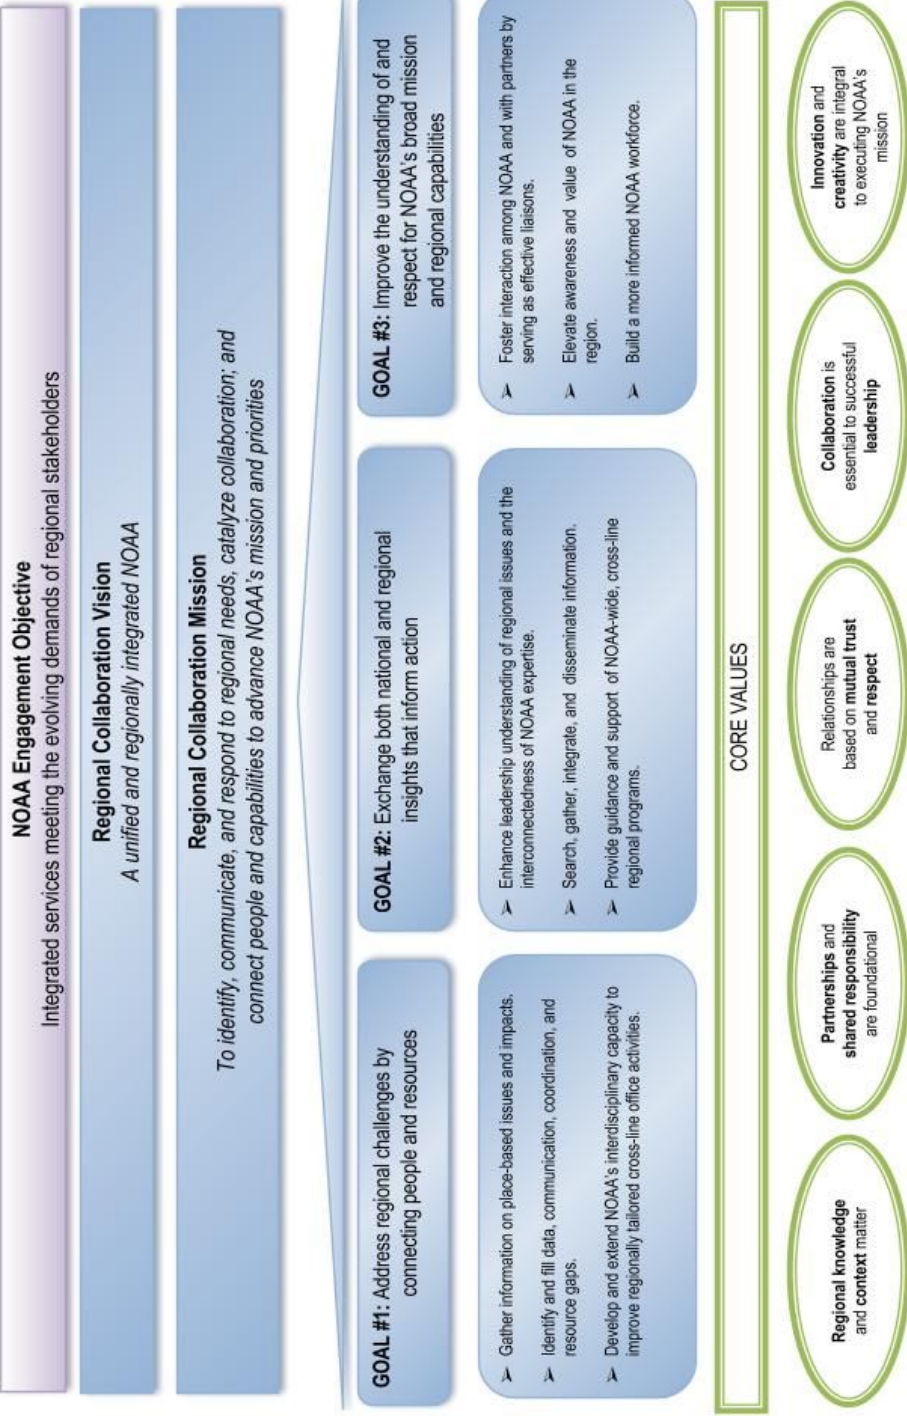 NOAA Engagement Objective
Integrated services meeting the evolving demands of regional stakeholders
Regional Collaboration Vision
A unified and regionally integrated NOAA
Regional Collaboration Mission
To identify, communicate, and respond to regional needs, catalyze collaboration; and
connect people and capabilities to advance NOAA's mission and priorities
GOAL #1: Address regional challenges by
connecting people and resources
➢ Gather information on place-based issues and impacts.
➢ Identify and fill data, communication, coordination, and
resource gaps.
➢ Develop and extend NOAA's interdisciplinary capacity to
improve regionally tailored cross-line office activities.
GOAL #2: Exchange both national and regional
insights that inform action
➢ Enhance leadership understanding of regional issues and the
interconnectedness of NOAA expertise.
➢ Search, gather, integrate, and disseminate information.
➢ Provide guidance and support of NOAA-wide, cross-line
regional programs.
GOAL #3: Improve the understanding of and
respect for NOAA's broad mission
and regional capabilities
➢ Foster interaction among NOAA and with partners by
serving as effective liaisons.
➢ Elevate awareness and value of NOAA in the
region.
➢ Build a more informed NOAA workforce.
CORE VALUES
Regional knowledge
and context matter
Partnerships and
shared responsibility
are foundational
Relationships are
based on mutual trust
and respect
Collaboration is
essential to successful
leadership
Innovation and
creativity are integral
to executing NOAA's
mission